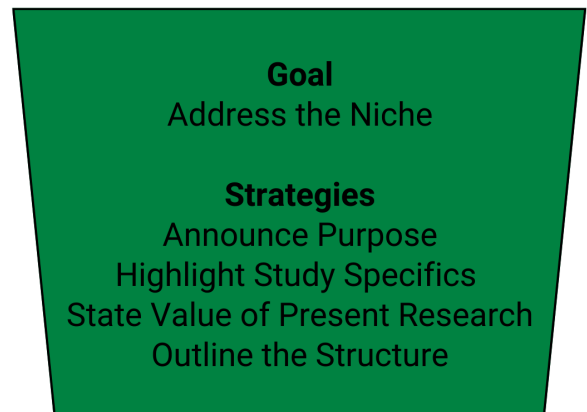 Goal
Address the Niche
Strategies
Announce Purpose
Highlight Study Specifics
State Value of Present Research
Outline the Structure